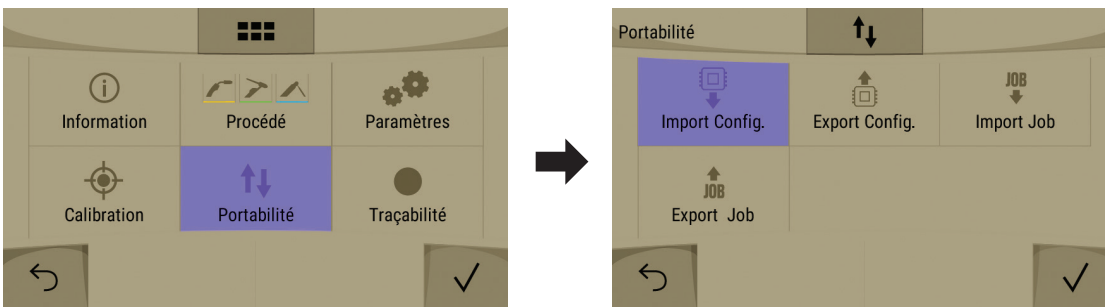 Information
Procédé
Paramètres
Calibration
Portabilité
Traçabilité
Portabilité
Import Config.
Export Config.
JOB
Import Job
JOB
Export Job